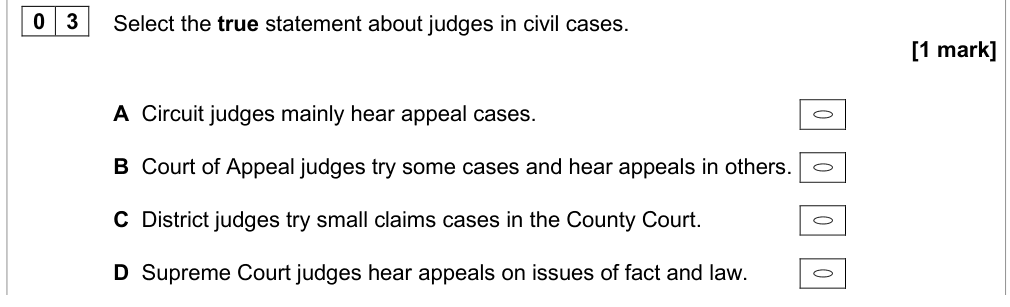 0 3 Select the true statement about judges in civil cases.
[1 mark]
A Circuit judges mainly hear appeal cases.
B Court of Appeal judges try some cases and hear appeals in others.
C District judges try small claims cases in the County Court.
D Supreme Court judges hear appeals on issues of fact and law.